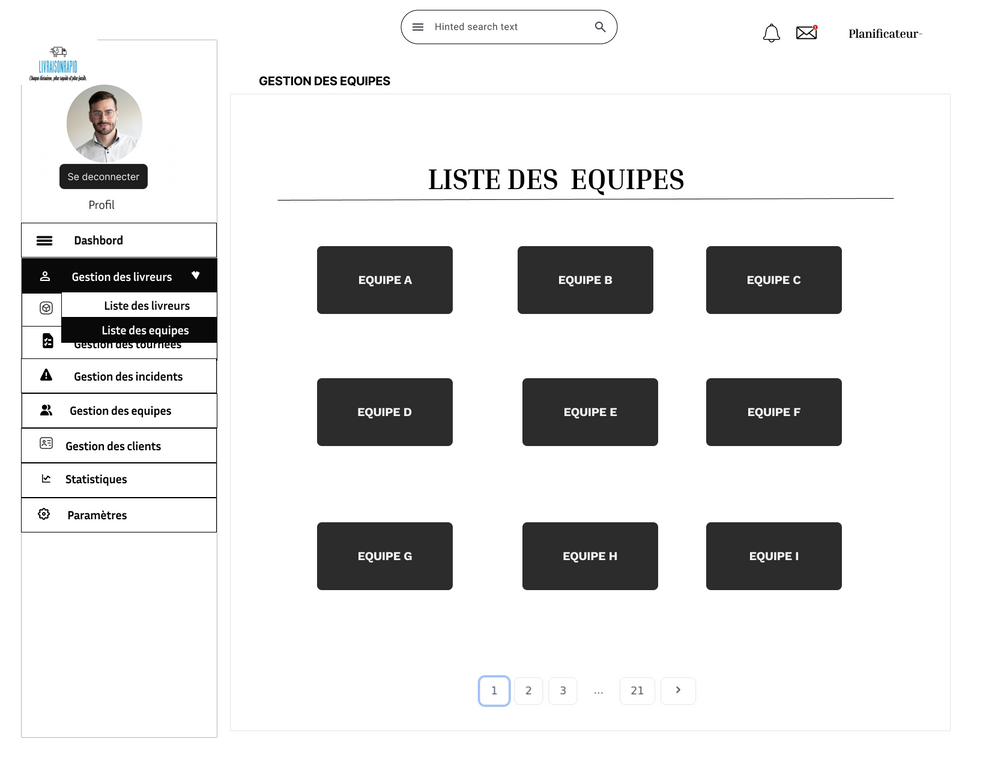 Hinted search text
Planificateur-
LIVRAISONRAPID
Chaque livraison, plus rapide et plus facile.
GESTION DES EQUIPES
Se deconnecter
Profil
Dashbord
Gestion des livreurs
Liste des livreurs
Liste des equipes
Gestion des tournées
Gestion des incidents
Gestion des equipes
Gestion des clients
Statistiques
Paramètres
LISTE DES EQUIPES
EQUIPE A
EQUIPE B
EQUIPE C
EQUIPE D
EQUIPE E
EQUIPE F
EQUIPE G
EQUIPE H
EQUIPE I
1 2 3 ... 21 >